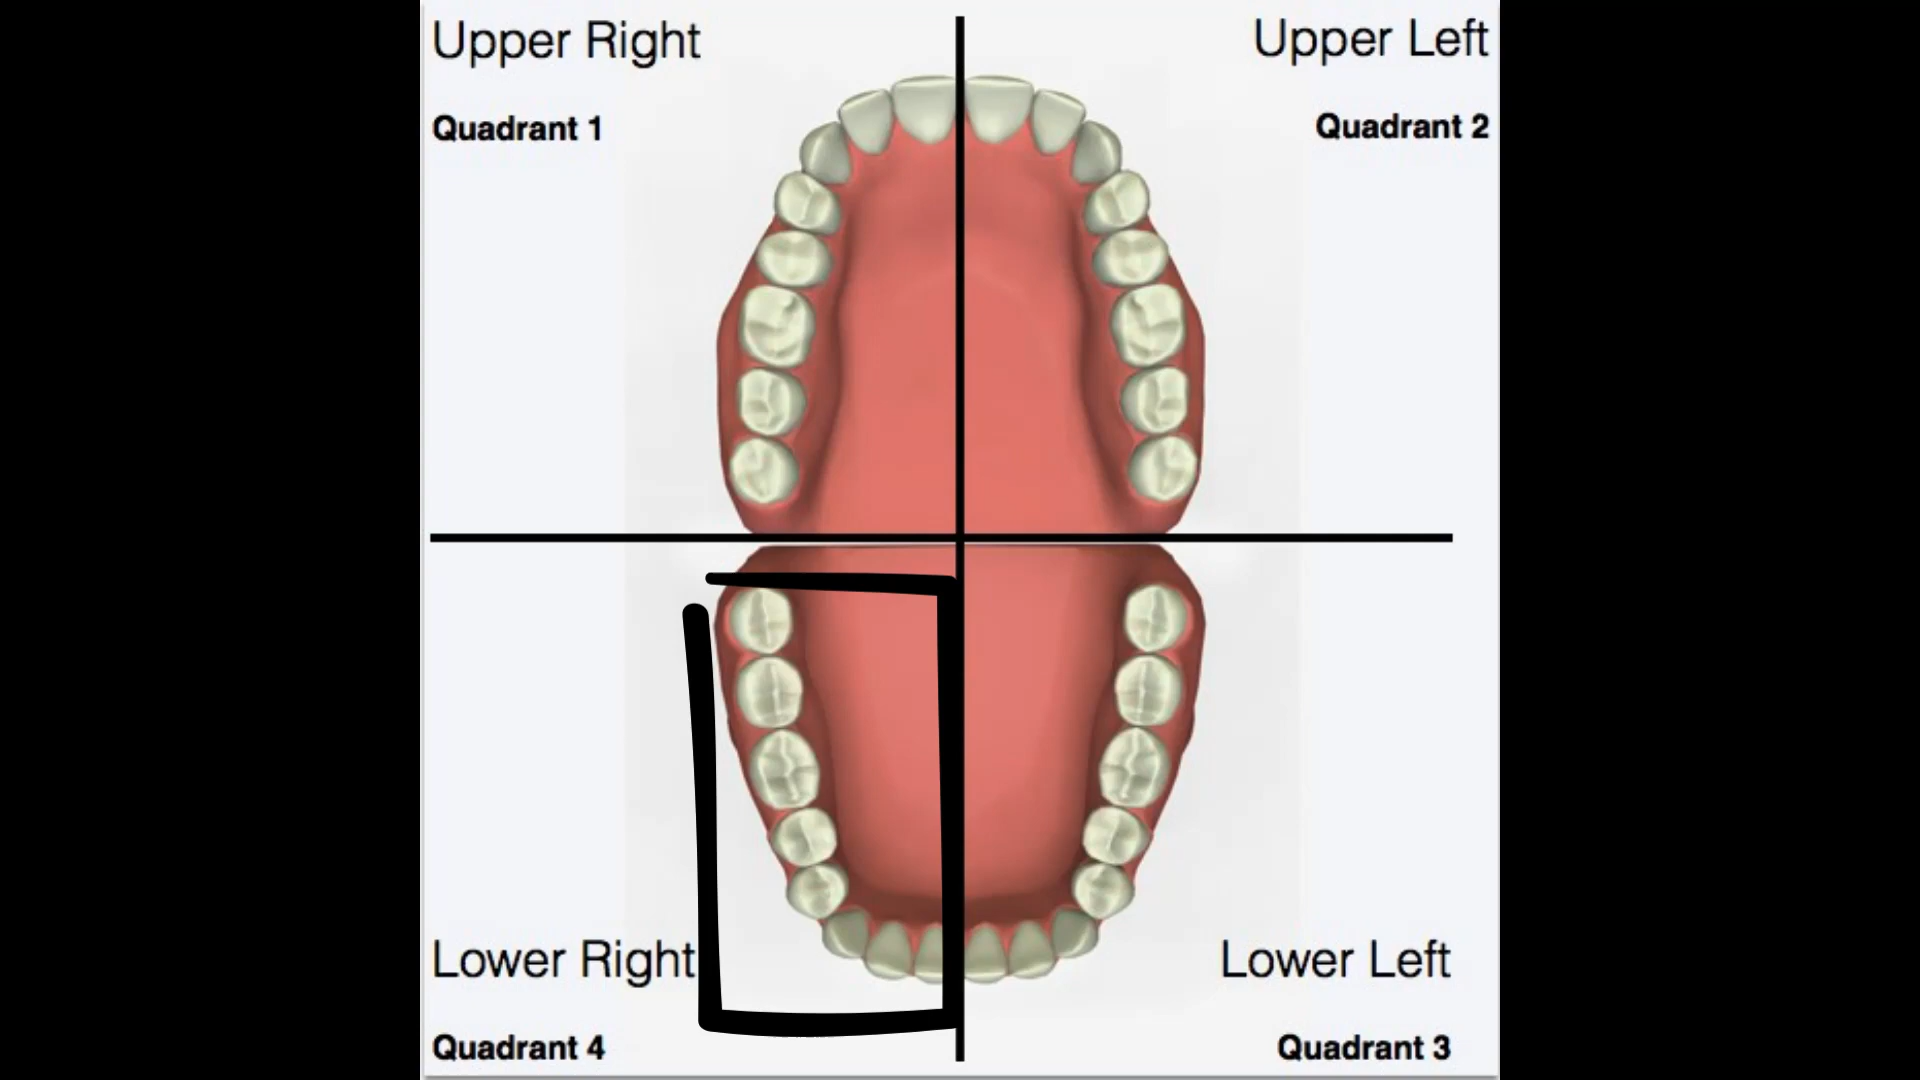 Upper Right
Upper Left
Quadrant 1
Quadrant 2
Lower Right
Lower Left
Quadrant 4
Quadrant 3